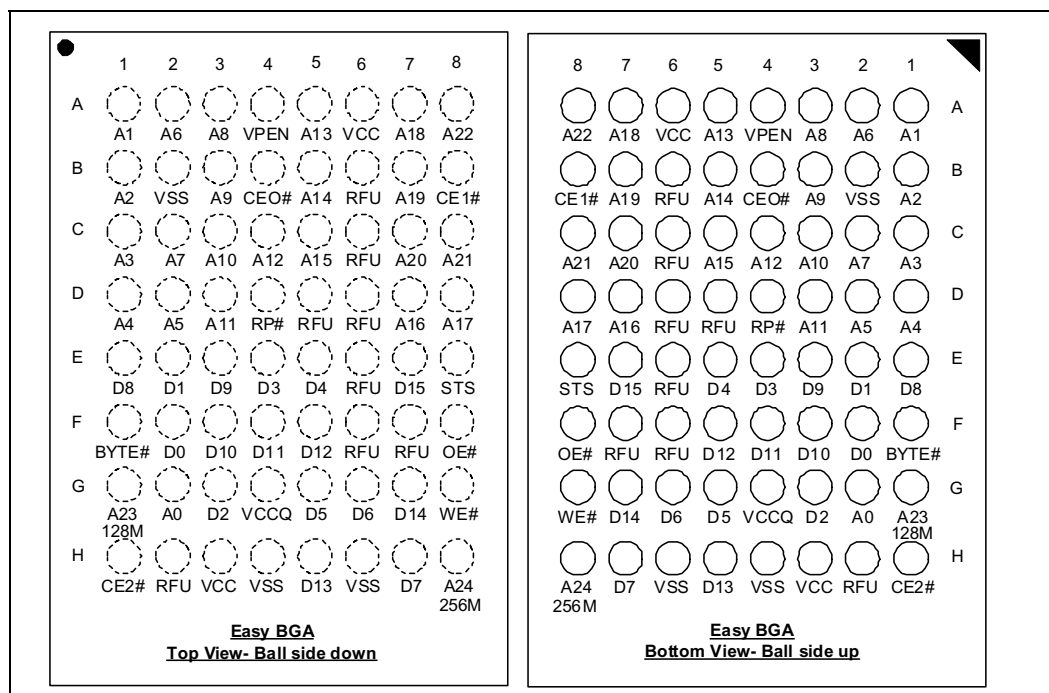 1 2 3 4 5 6 7 8
A
A1 A6 A8 VPEN A13 VCC A18 A22
B
A2 VSS A9 CEO# A14 RFU A19 CE1#
C
A3 A7 A10 A12 A15 RFU A20 A21
D
A4 A5 A11 RP# RFU RFU A16 A17
E
D8 D1 D9 D3 D4 RFU D15 STS
F
BYTE# D0 D10 D11 D12 RFU RFU OE#
G
A23 A0 D2 VCCQ D5 D6 D14 WE#
128M
H
CE2# RFU VCC VSS D13 VSS D7 A24
256M
Easy BGA
Top View- Ball side down
8 7 6 5 4 3 2 1
A
A22 A18 VCC A13 VPEN A8 A6 A1
B
CE1# A19 RFU A14 CEO# A9 VSS A2
C
A21 A20 RFU A15 A12 A10 A7 A3
D
A17 A16 RFU RFU RP# A11 A5 A4
E
STS D15 RFU D4 D3 D9 D1 D8
F
OE# RFU RFU D12 D11 D10 D0 BYTE#
G
WE# D14 D6 D5 VCCQ D2 A0 A23
128M
H
A24 D7 VSS D13 VSS VCC RFU CE2#
256M
Easy BGA
Bottom View- Ball side up